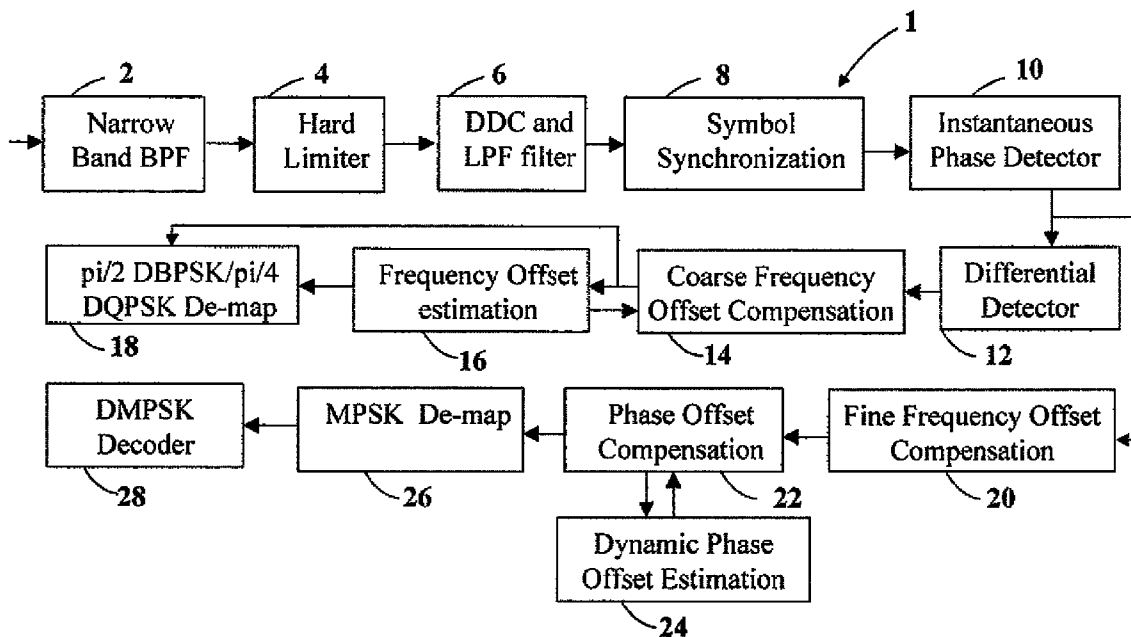 1
2
4
6
8
10
Narrow
Band BPF
Hard
Limiter
DDC and
LPF filter
Symbol
Synchronization
Instantaneous
Phase Detector
pi/2 DBPSK/pi/4
DQPSK De-map
Frequency Offset
estimation
Coarse Frequency
Offset Compensation
Differential
Detector
18
16
14
12
DMPSK
Decoder
MPSK De-map
Phase Offset
Compensation
Fine Frequency Offset
Compensation
28
26
22
20
Dynamic Phase
Offset Estimation
24